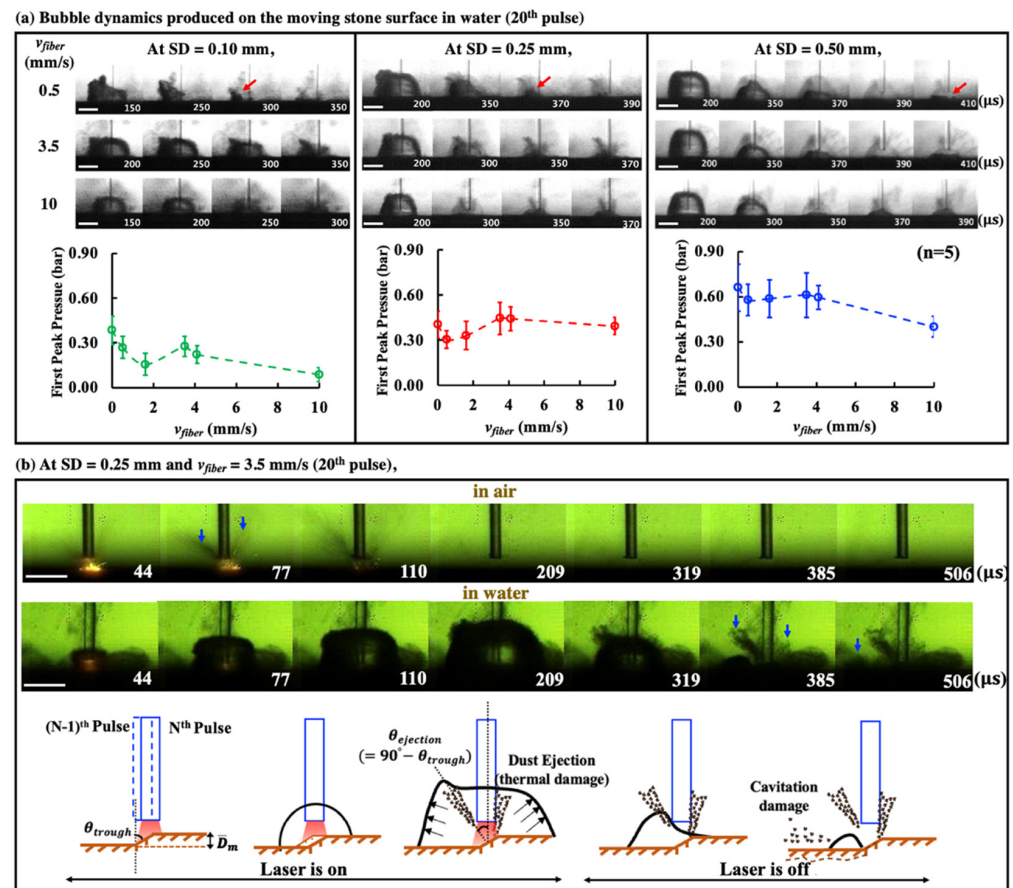 (a) Bubble dynamics produced on the moving stone surface in water (20th pulse)
vfiber (mm/s)
At SD = 0.10 mm,
At SD = 0.25 mm,
At SD = 0.50 mm,
0.5
150 200 300 350
200 350 370 390
200 350 370 390 410 (μs)
3.5
150 200 250 350
200 300 350 370
200 350 370 390 410 (μs)
10
150 200 250 300
200 300 350 370
200 300 350 370 390 (μs)
First Peak Pressue (bar)
0.90
0.60
0.30
0.00
0 2 4 6 8 10
vfiber (mm/s)
First Peak Pressure (bar)
0.90
0.60
0.30
0.00
0 2 4 6 8 10
vfiber (mm/s)
First Peak Pressure (bar)
(n=5)
0.90
0.60
0.30
0.00
0 2 4 6 8 10
vfiber (mm/s)
(b) At SD = 0.25 mm and vfiber = 3.5 mm/s (20th pulse),
in air
44 77 110 209 319 385 506 (μs)
in water
44 77 110 209 319 385 506 (μs)
(N-1)th Pulse
Nth Pulse
θtrough
D̅m
θejection
(= 90° − θtrough)
Dust Ejection
(thermal damage)
Cavitation
damage
Laser is on
Laser is off